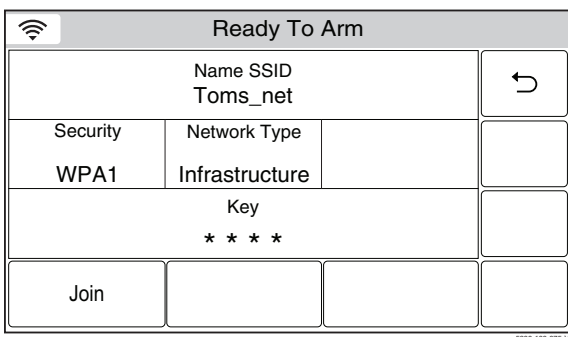 Ready To Arm
Name SSID
Toms_net
Security
Network Type
WPA1
Infrastructure
Key
* * * *
Join